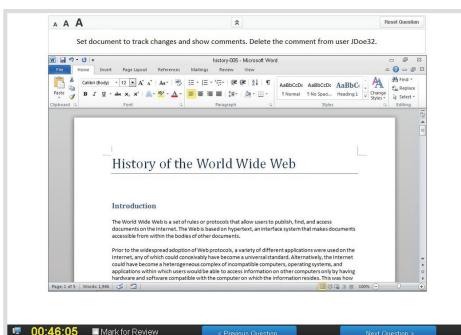 A A A Reset Question
Set document to track changes and show comments. Delete the comment from user JDoe32.
history-005 - Microsoft Word
File Home Insert Page Layout References Mailings Review View
Calibri (Body) 12
Paste
B I U abc
AaBbCcDc AaBbCcDc AaBbC
¶ Normal ¶ No Spaci... Heading 1
Change Styles
Find
Replace
Select
Clipboard Font Paragraph Styles Editing
History of the World Wide Web
Introduction
The World Wide Web is a set of rules or protocols that allow users to publish, find, and access
documents on the Internet. The Web is based on hypertext, an interface system that makes documents
accessible from within the bodies of other documents.
Prior to the widespread adoption of Web protocols, a variety of different applications were used on the
Internet, any of which could conceivably have become a universal standard. Alternatively, the Internet
could have become a heterogeneous complex of incompatible computers, operating systems, and
applications within which users would be able to access information on other computers only by having
hardware and software compatible with the computer on which the information resides. This was how
Page: 1 of 5 Words: 1,986 100%
00:46:05 Mark for Review < Previous Question Next Question >